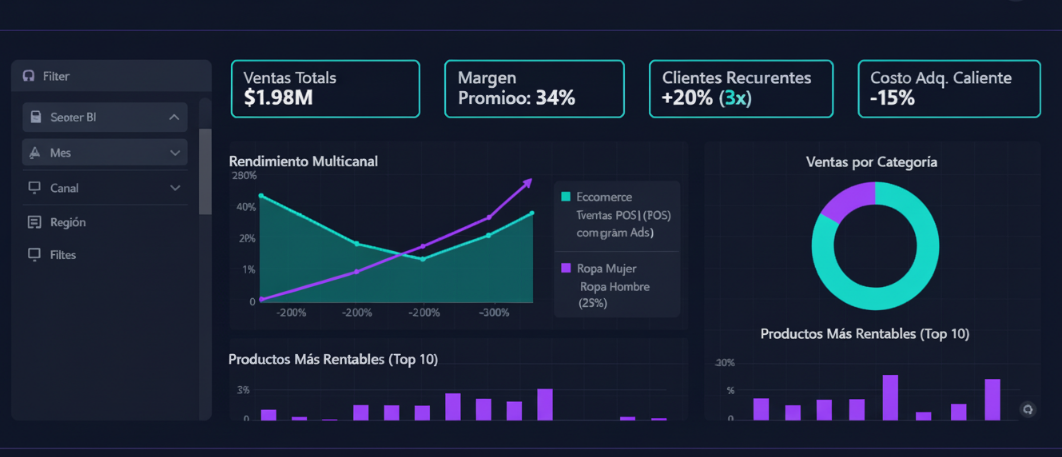 Filter
Seoter BI
Mes
Canal
Región
Filtes
Ventas Totals
$1.98M
Margen
Promioo: 34%
Clientes Recurentes
+20% (3x)
Costo Adq. Caliente
-15%
Rendimiento Multicanal
280%
40%
20%
1%
0
-200%
-200%
-200%
-300%
Eccomerce
Tventas POS| (POS)
comgràm Ads)
Ropa Mujer
Ropa Hombre
(25%)
Ventas por Categoria
Productos Más Rentables (Top 10)
30%
%
0
Productos Más Rentables (Top 10)
3%
0